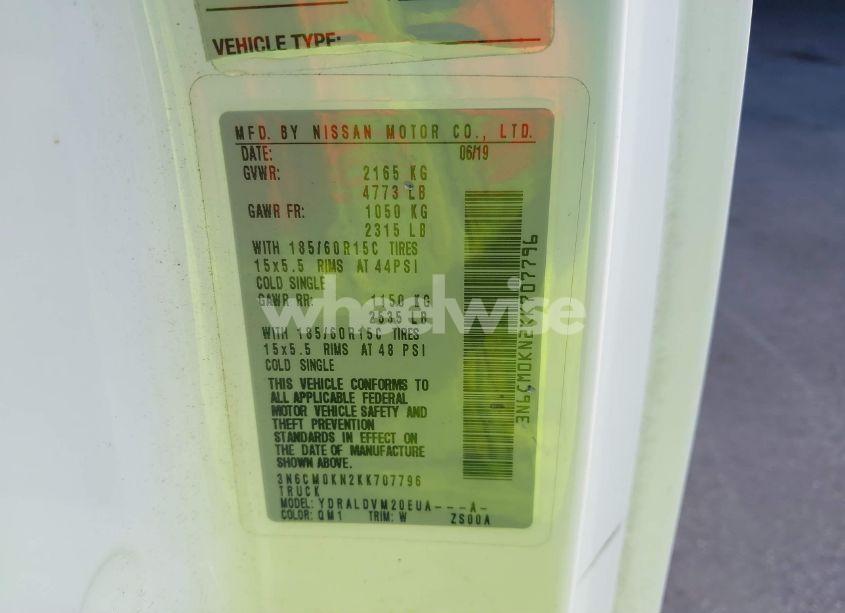 VEHICLE TYPE:
MFD. BY NISSAN MOTOR CO., LTD.
DATE: 06/19
GVWR: 2165 KG
4773 LB
GAWR FR: 1050 KG
2315 LB
WITH 185/60R15C TIRES
15x5.5 RIMS AT 44PSI
COLD SINGLE
GAWR RR: 1150 KG
2535 LB
WITH 185/60R15C TIRES
15x5.5 RIMS AT 48 PSI
COLD SINGLE
THIS VEHICLE CONFORMS TO
ALL APPLICABLE FEDERAL
MOTOR VEHICLE SAFETY AND
THEFT PREVENTION
STANDARDS IN EFFECT ON
THE DATE OF MANUFACTURE
SHOWN ABOVE.
3N6CM0KN2KK707796
TRUCK
MODEL: YDRALDVM20EUA---A-
COLOR: QM1 TRIM: W ZS00A
3N6CM0KN2KK707796
wheelwise